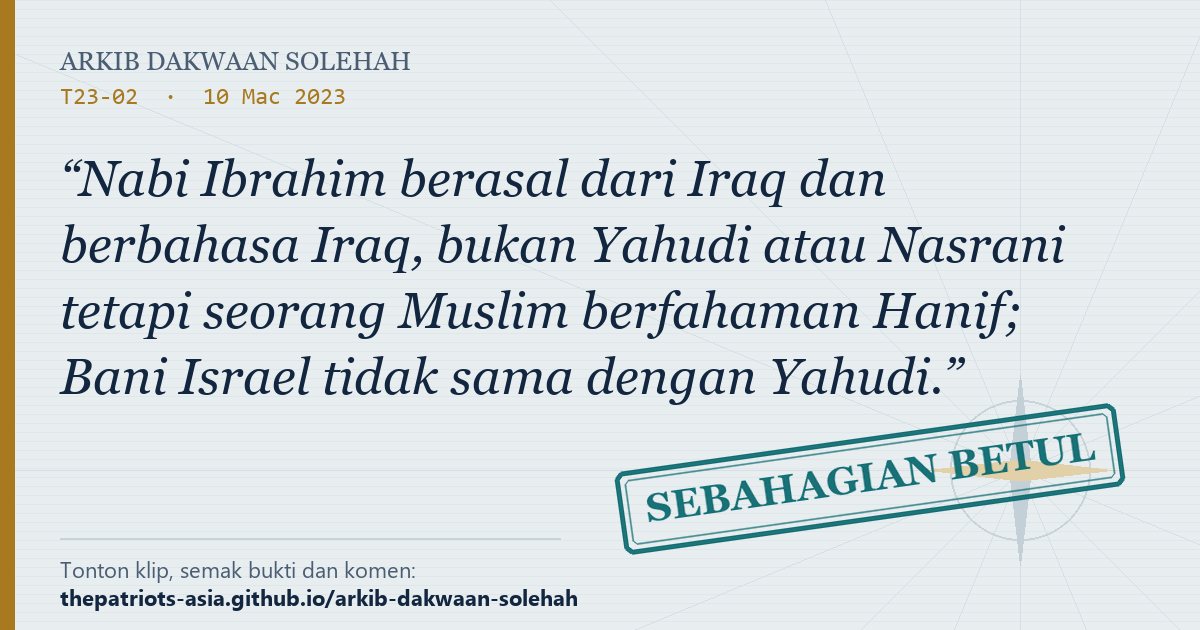 ARKIB DAKWAAN SOLEHAH
T23-02 · 10 Mac 2023
“Nabi Ibrahim berasal dari Iraq dan
berbahasa Iraq, bukan Yahudi atau Nasrani
tetapi seorang Muslim berfahaman Hanif;
Bani Israel tidak sama dengan Yahudi.”
SEBAHAGIAN BETUL
Tonton klip, semak bukti dan komen:
thepatriots-asia.github.io/arkib-dakwaan-solehah